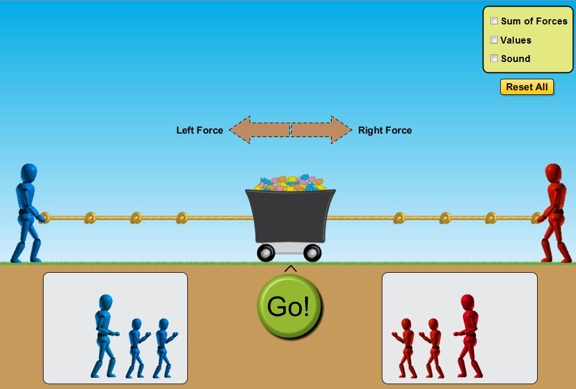 Sum of Forces
Values
Sound
Reset All
Left Force
Right Force
Go!